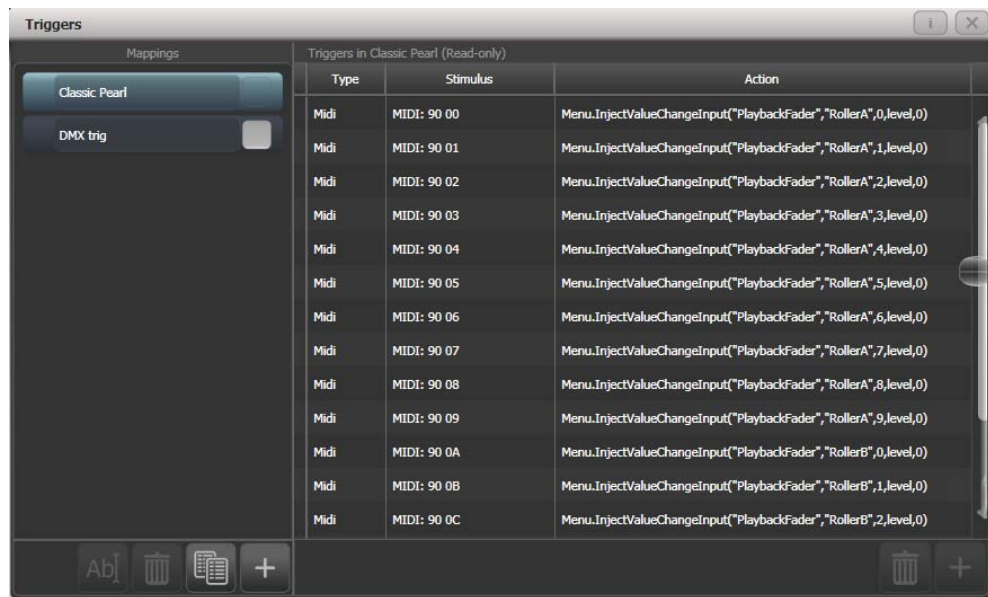 Triggers
i
Mappings
Triggers in Classic Pearl (Read-only)
Classic Pearl
DMX trig
Type Stimulus Action
Midi MIDI: 90 00 Menu.InjectValueChangeInput("PlaybackFader","RollerA",0,level,0)
Midi MIDI: 90 01 Menu.InjectValueChangeInput("PlaybackFader","RollerA",1,level,0)
Midi MIDI: 90 02 Menu.InjectValueChangeInput("PlaybackFader","RollerA",2,level,0)
Midi MIDI: 90 03 Menu.InjectValueChangeInput("PlaybackFader","RollerA",3,level,0)
Midi MIDI: 90 04 Menu.InjectValueChangeInput("PlaybackFader","RollerA",4,level,0)
Midi MIDI: 90 05 Menu.InjectValueChangeInput("PlaybackFader","RollerA",5,level,0)
Midi MIDI: 90 06 Menu.InjectValueChangeInput("PlaybackFader","RollerA",6,level,0)
Midi MIDI: 90 07 Menu.InjectValueChangeInput("PlaybackFader","RollerA",7,level,0)
Midi MIDI: 90 08 Menu.InjectValueChangeInput("PlaybackFader","RollerA",8,level,0)
Midi MIDI: 90 09 Menu.InjectValueChangeInput("PlaybackFader","RollerA",9,level,0)
Midi MIDI: 90 0A Menu.InjectValueChangeInput("PlaybackFader","RollerB",0,level,0)
Midi MIDI: 90 0B Menu.InjectValueChangeInput("PlaybackFader","RollerB",1,level,0)
Midi MIDI: 90 0C Menu.InjectValueChangeInput("PlaybackFader","RollerB",2,level,0)
Ab